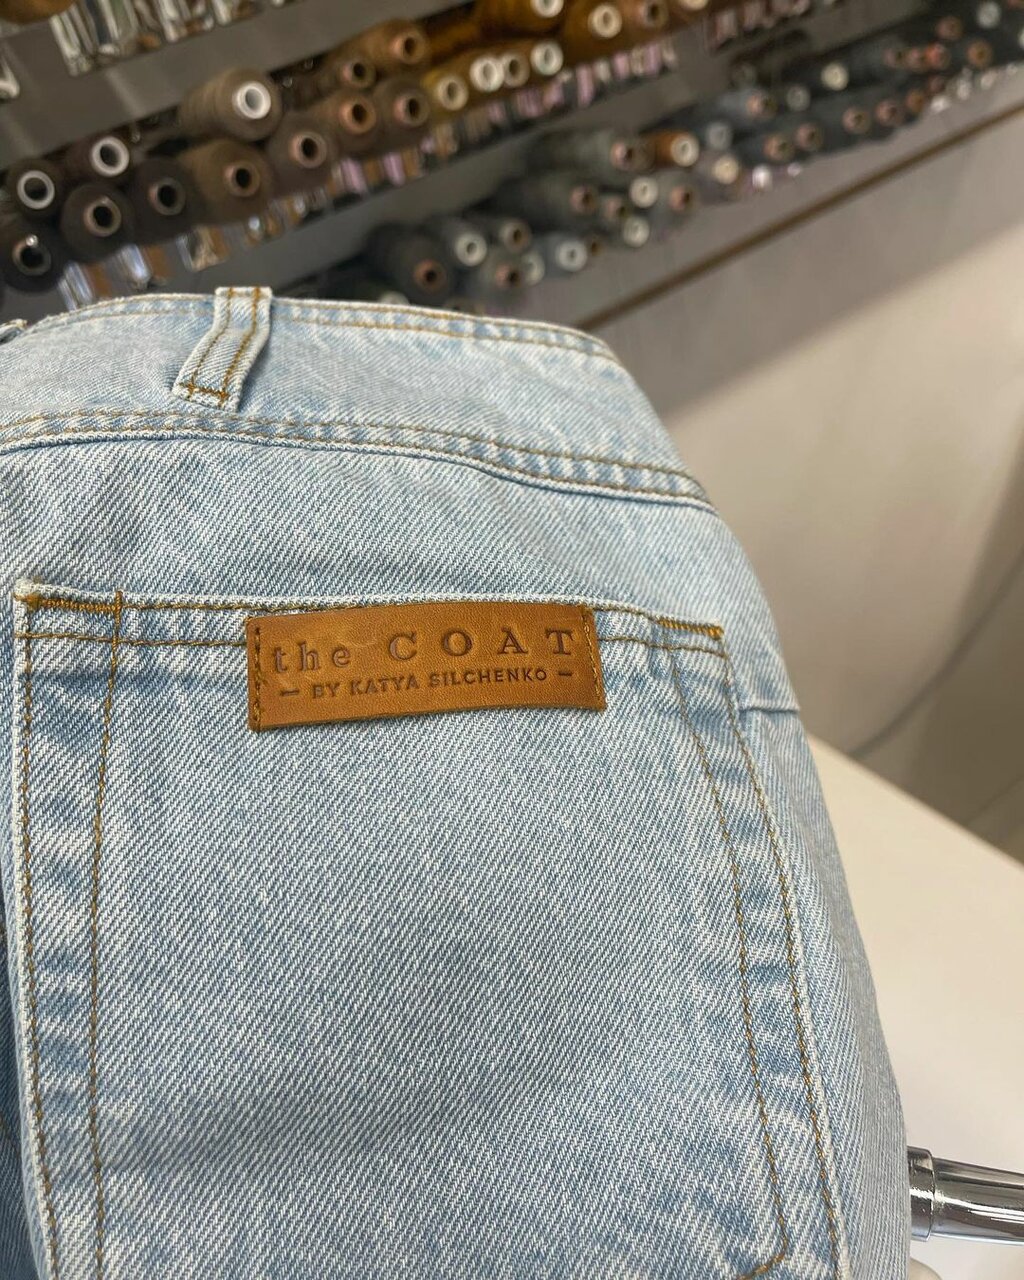 the COAT
— BY KATYA SILCHENKO —